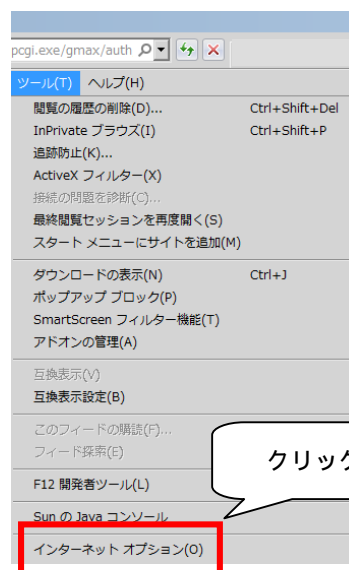 pcgi.exe/gmax/auth
ツール(T) ヘルプ(H)
閲覧の履歴の削除(D)... Ctrl+Shift+Del
InPrivate ブラウズ(I) Ctrl+Shift+P
追跡防止(K)...
ActiveX フィルター(X)
接続の問題を診断(C)...
最終閲覧セッションを再度開く(S)
スタート メニューにサイトを追加(M)
ダウンロードの表示(N) Ctrl+J
ポップアップ ブロック(P)
SmartScreen フィルター機能(T)
アドオンの管理(A)
互換表示(V)
互換表示設定(B)
このフィードの購読(F)...
フィード探索(E)
クリック
F12 開発者ツール(L)
Sun の Java コンソール
インターネット オプション(O)